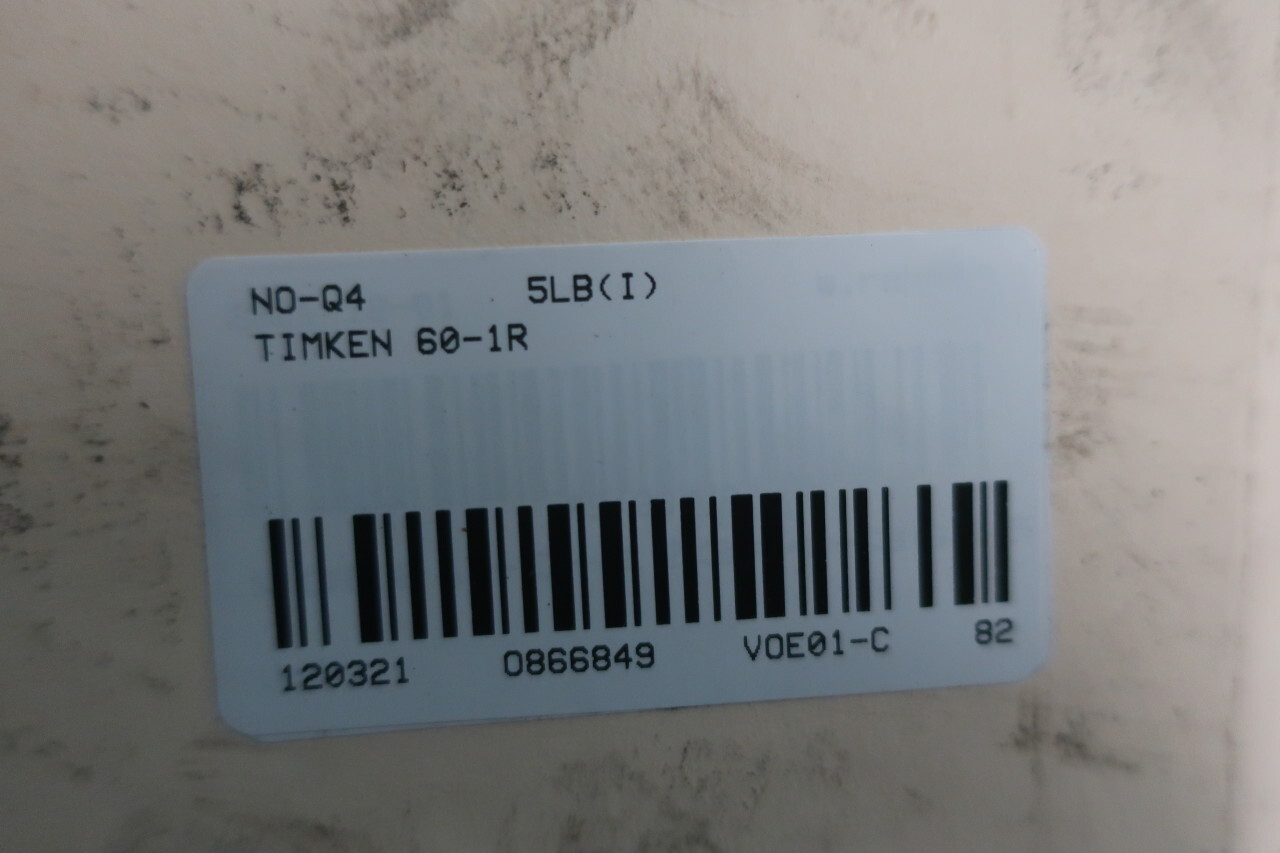 NO-Q4 5LB(I)
TIMKEN 60-1R
120321 0866849 VOE01-C 82